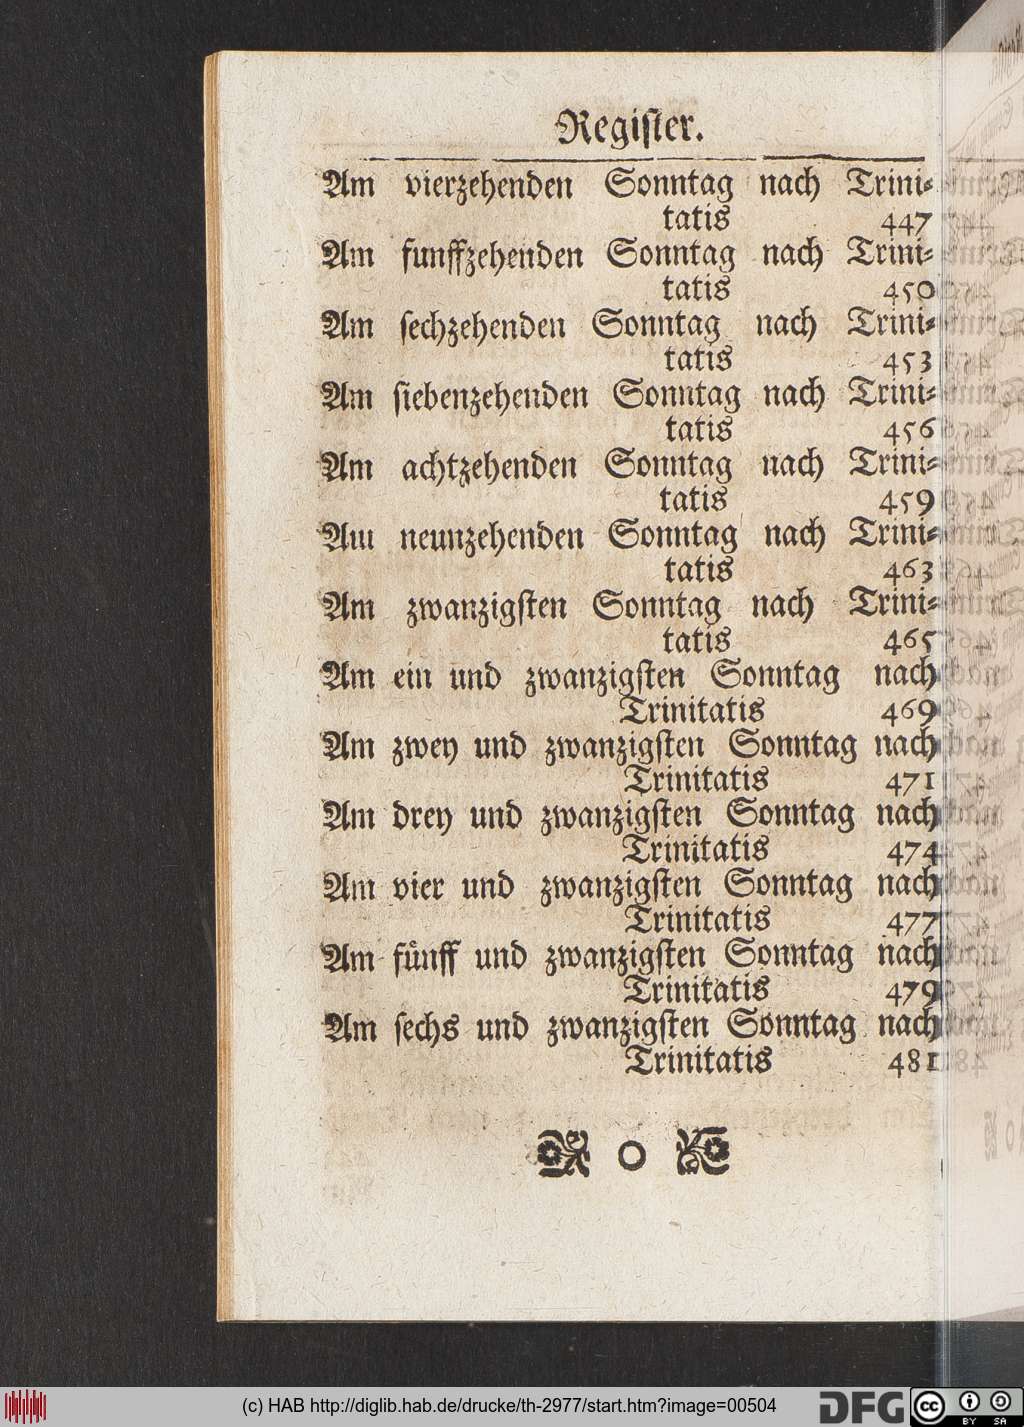 Regiſter.
Am vierzehenden Sonntag nach Trini⸗
tatis 447
Am funffzehenden Sonntag nach Trini⸗
tatis 450
Am ſechzehenden Sonntag nach Trini⸗
tatis 453
Am ſiebenzehenden Sonntag nach Trini⸗
tatis 456
Am achtzehenden Sonntag nach Trini⸗
tatis 459
Am neunzehenden Sonntag nach Trini⸗
tatis 463
Am zwanzigſten Sonntag nach Trini⸗
tatis 465
Am ein und zwanzigſten Sonntag nach
Trinitatis 469
Am zwey und zwanzigſten Sonntag nach
Trinitatis 471
Am drey und zwanzigſten Sonntag nach
Trinitatis 474
Am vier und zwanzigſten Sonntag nach
Trinitatis 477
Am fuͤnff und zwanzigſten Sonntag nach
Trinitatis 479
Am ſechs und zwanzigſten Sonntag nach
Trinitatis 481
O
(c) HAB http://diglib.hab.de/drucke/th-2977/start.htm?image=00504
DFG
cc BY SA